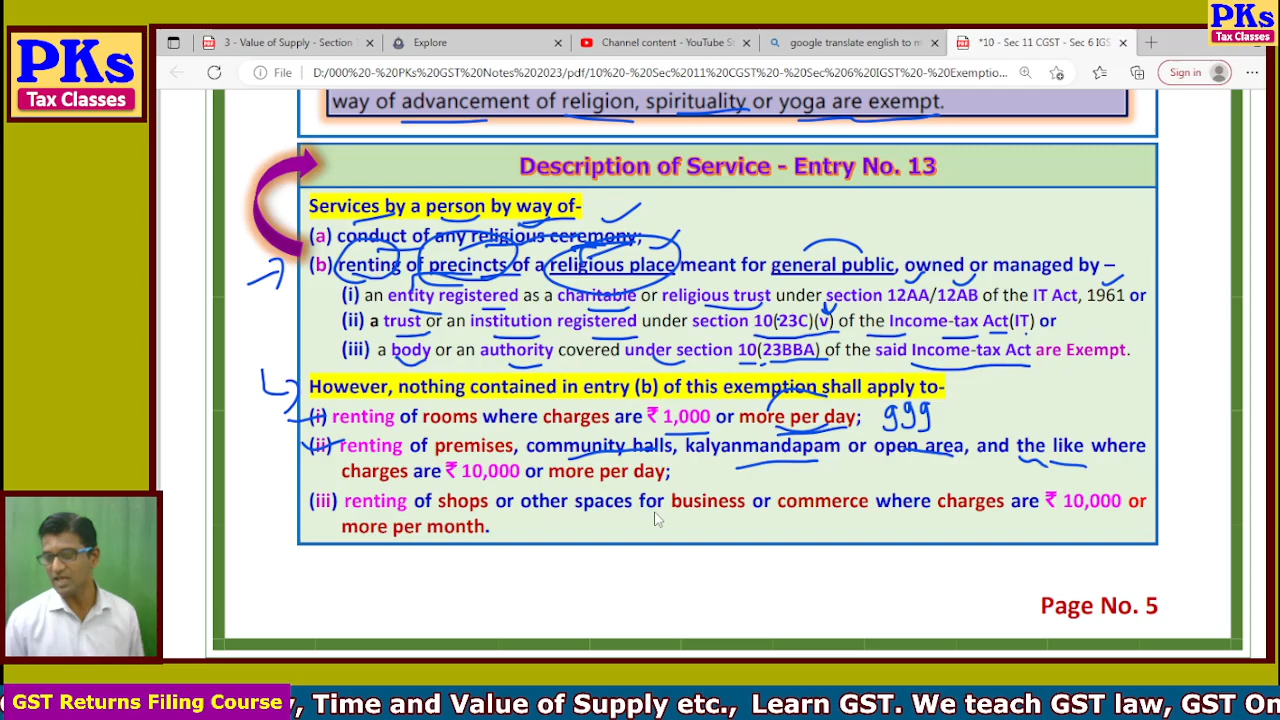 PKs
Tax Classes
PKs
Tax Classes
3 - Value of Supply - Section
Explore
Channel content - YouTube S
google translate english to m
*10 - Sec 11 CGST - Sec 6 IGS
File
D:/000%20-%20PKs%20GST%20Notes%202023/pdf/10%20-%20Sec%2011%20CGST%20-%20Sec%206%20IGST%20-%20Exemptio...
Sign in
way of advancement of religion, spirituality or yoga are exempt.
Description of Service - Entry No. 13
Services by a person by way of-
(a) conduct of any religious ceremony;
(b) renting of precincts of a religious place meant for general public, owned or managed by –
(i) an entity registered as a charitable or religious trust under section 12AA/12AB of the IT Act, 1961 or
(ii) a trust or an institution registered under section 10(23C)(v) of the Income-tax Act(IT) or
(iii) a body or an authority covered under section 10(23BBA) of the said Income-tax Act are Exempt.
However, nothing contained in entry (b) of this exemption shall apply to-
(i) renting of rooms where charges are ₹ 1,000 or more per day; 999
(ii) renting of premises, community halls, kalyanmandapam or open area, and the like where
charges are ₹ 10,000 or more per day;
(iii) renting of shops or other spaces for business or commerce where charges are ₹ 10,000 or
more per month.
Page No. 5
GST Returns Filing Course
, Time and Value of Supply etc., Learn GST. We teach GST law, GST On